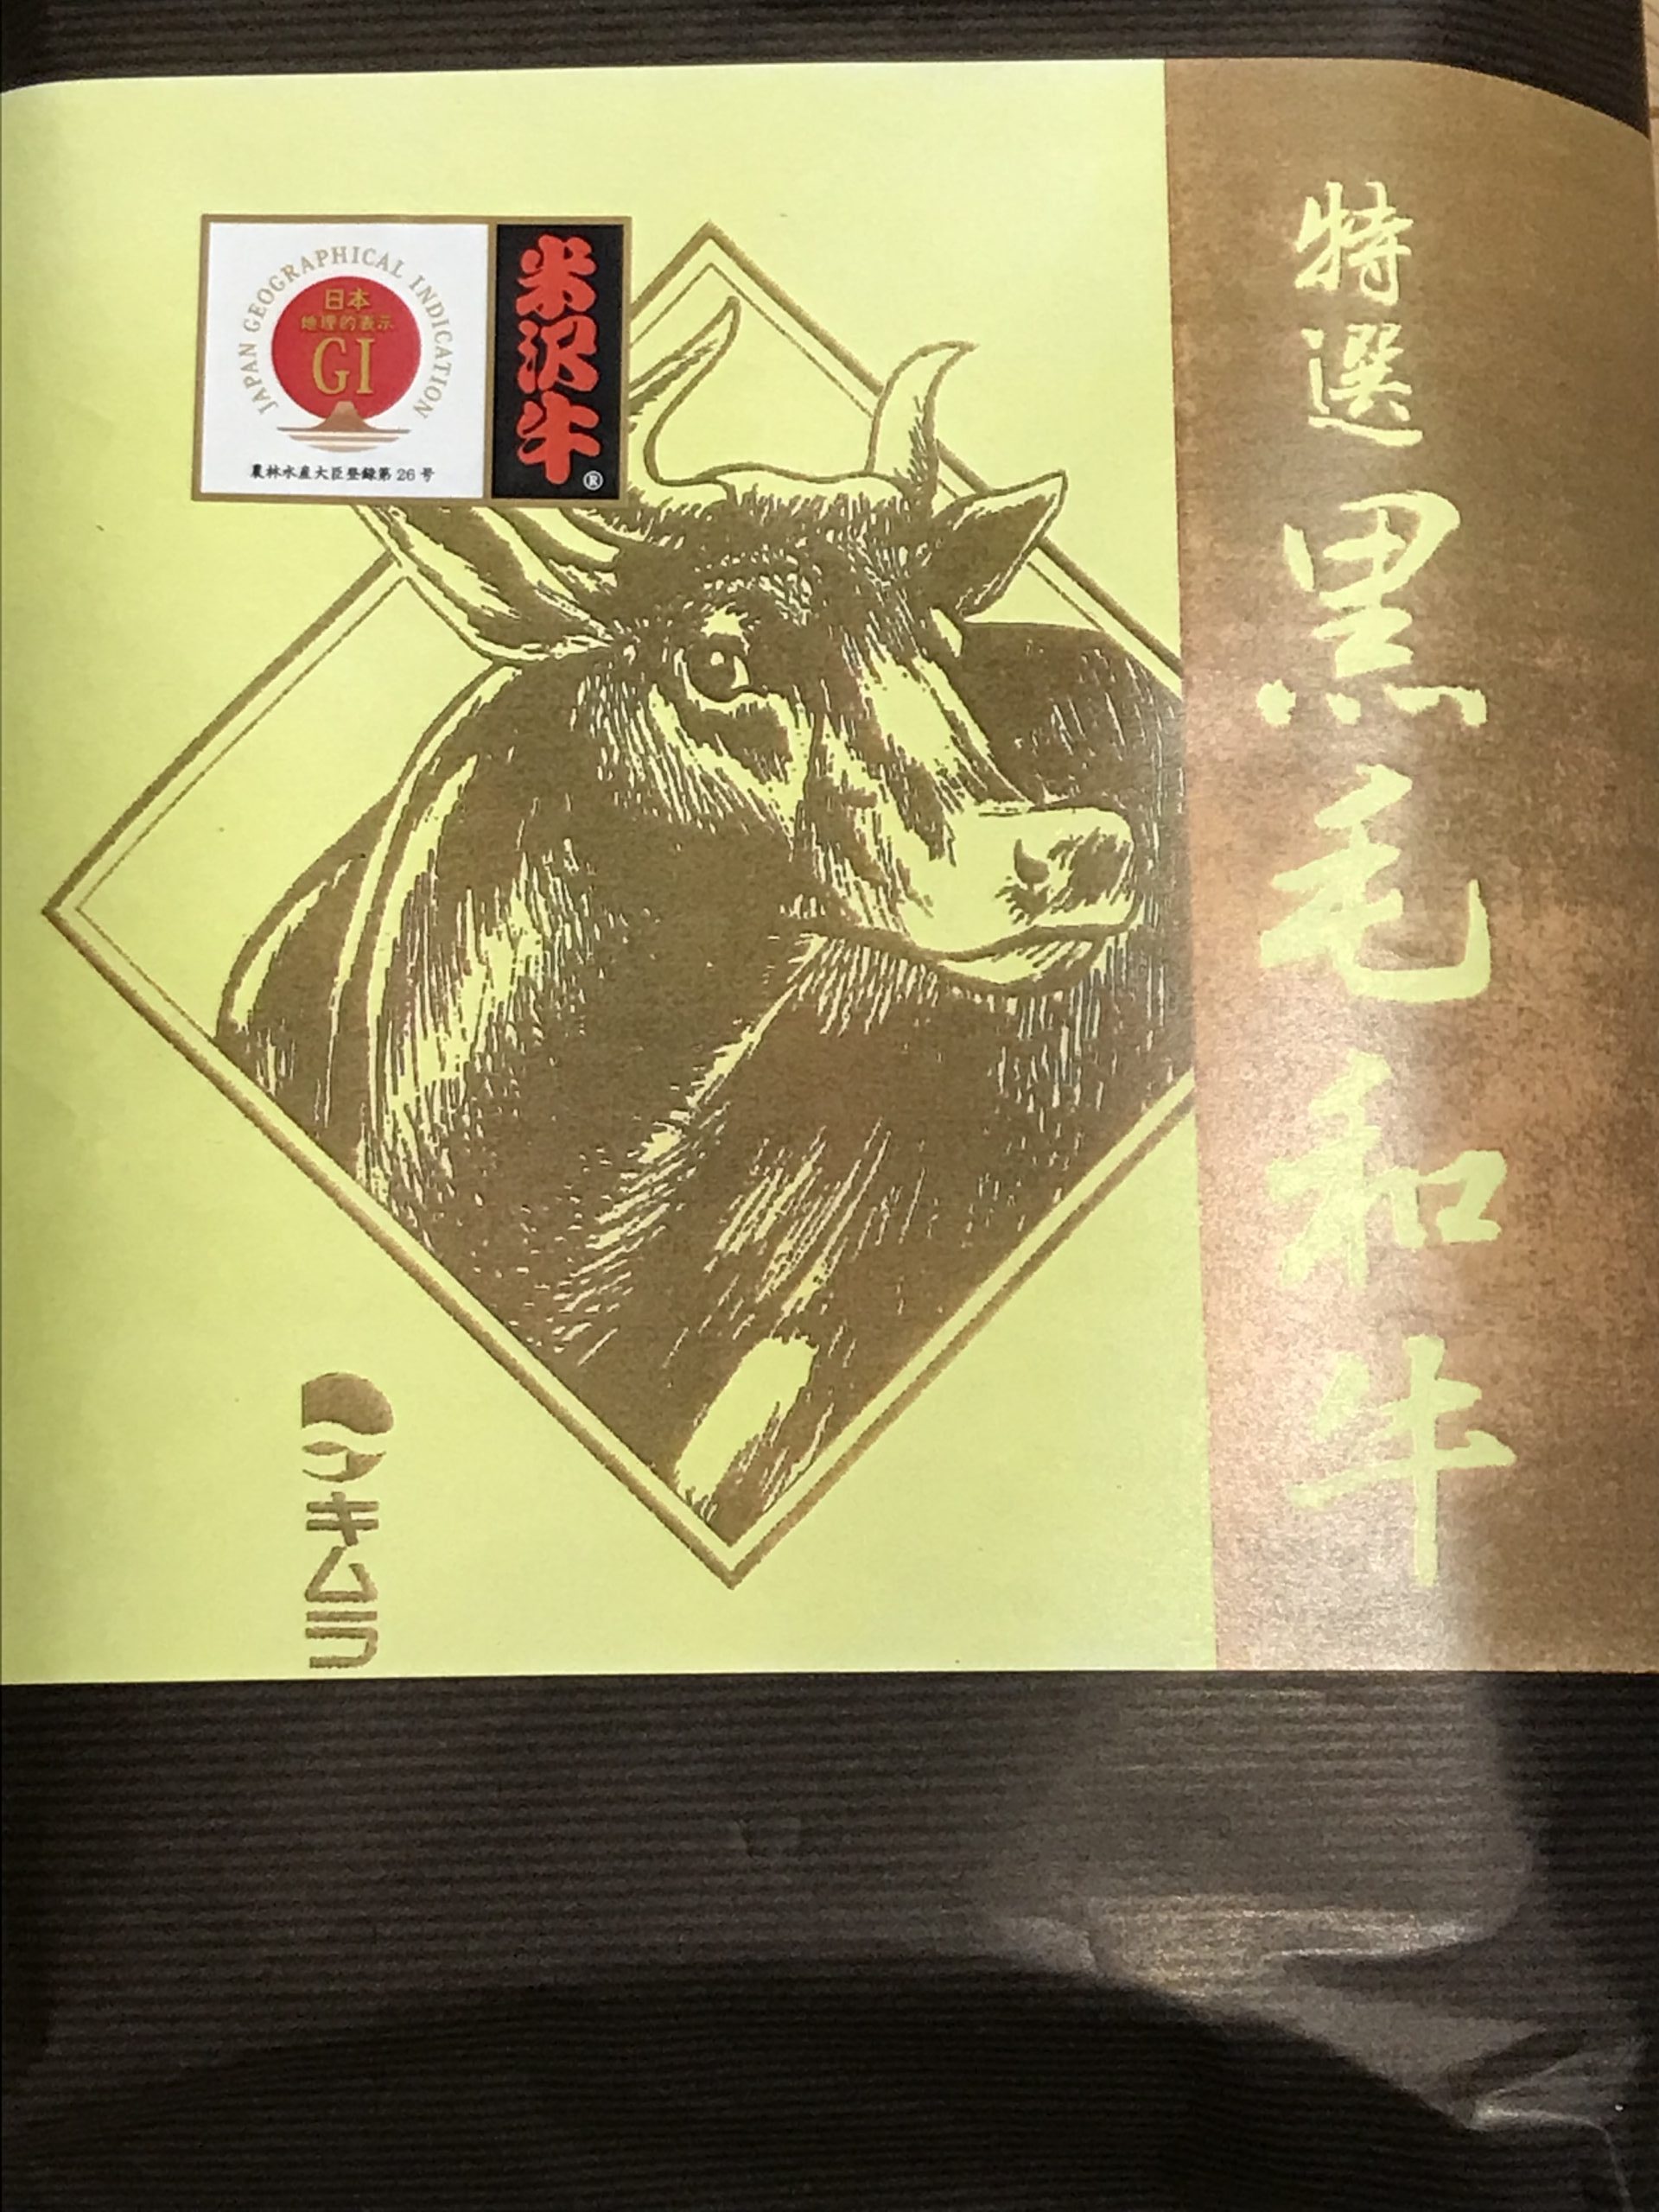 特選 黒毛和牛
米沢牛®
JAPAN GEOGRAPHICAL INDICATION
日本
地理的表示
GI
農林水産大臣登録第26号
キムラ